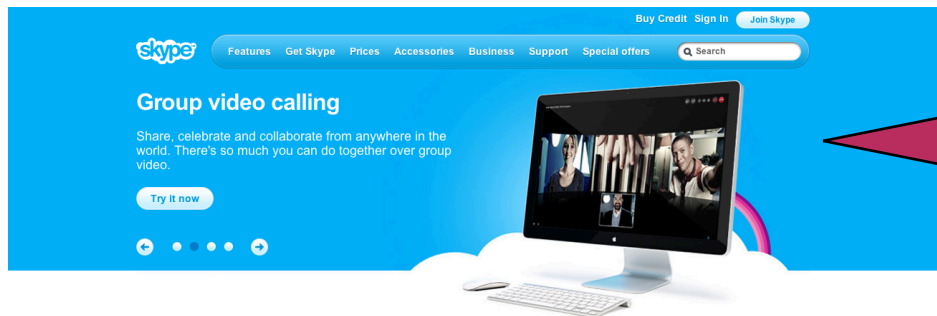 Buy Credit Sign In Join Skype
skype
Features Get Skype Prices Accessories Business Support Special offers Search
Group video calling
Share, celebrate and collaborate from anywhere in the
world. There's so much you can do together over group
video.
Try it now